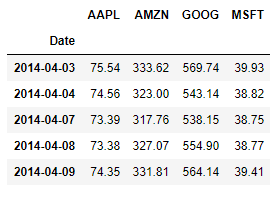 AAPL AMZN GOOG MSFT
Date
2014-04-03 75.54 333.62 569.74 39.93
2014-04-04 74.56 323.00 543.14 38.82
2014-04-07 73.39 317.76 538.15 38.75
2014-04-08 73.38 327.07 554.90 38.77
2014-04-09 74.35 331.81 564.14 39.41